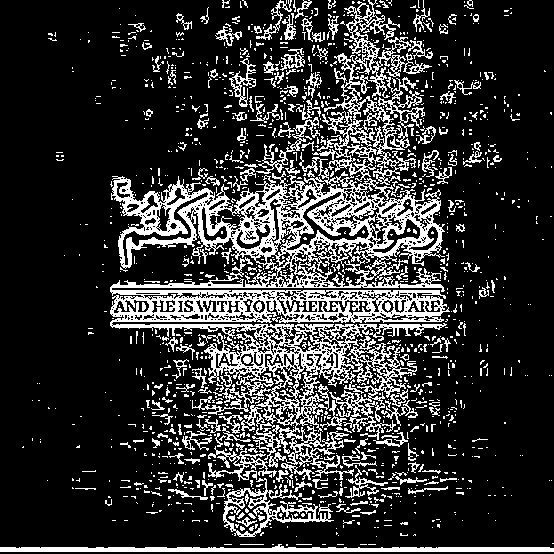 وَهُوَ مَعَكُمْ أَيْنَ مَا كُنتُمْ ۚ
AND HE IS WITH YOU WHEREVER YOU ARE
[AL QURAN | 57:4]